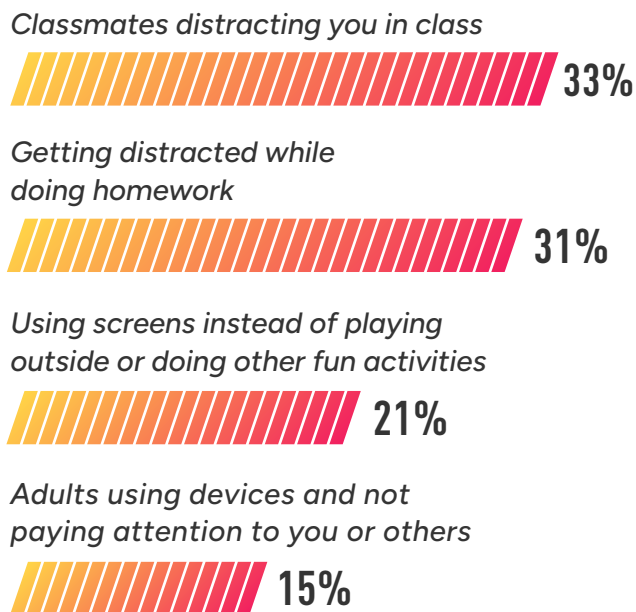 Classmates distracting you in class
33%
Getting distracted while
doing homework
31%
Using screens instead of playing
outside or doing other fun activities
21%
Adults using devices and not
paying attention to you or others
15%